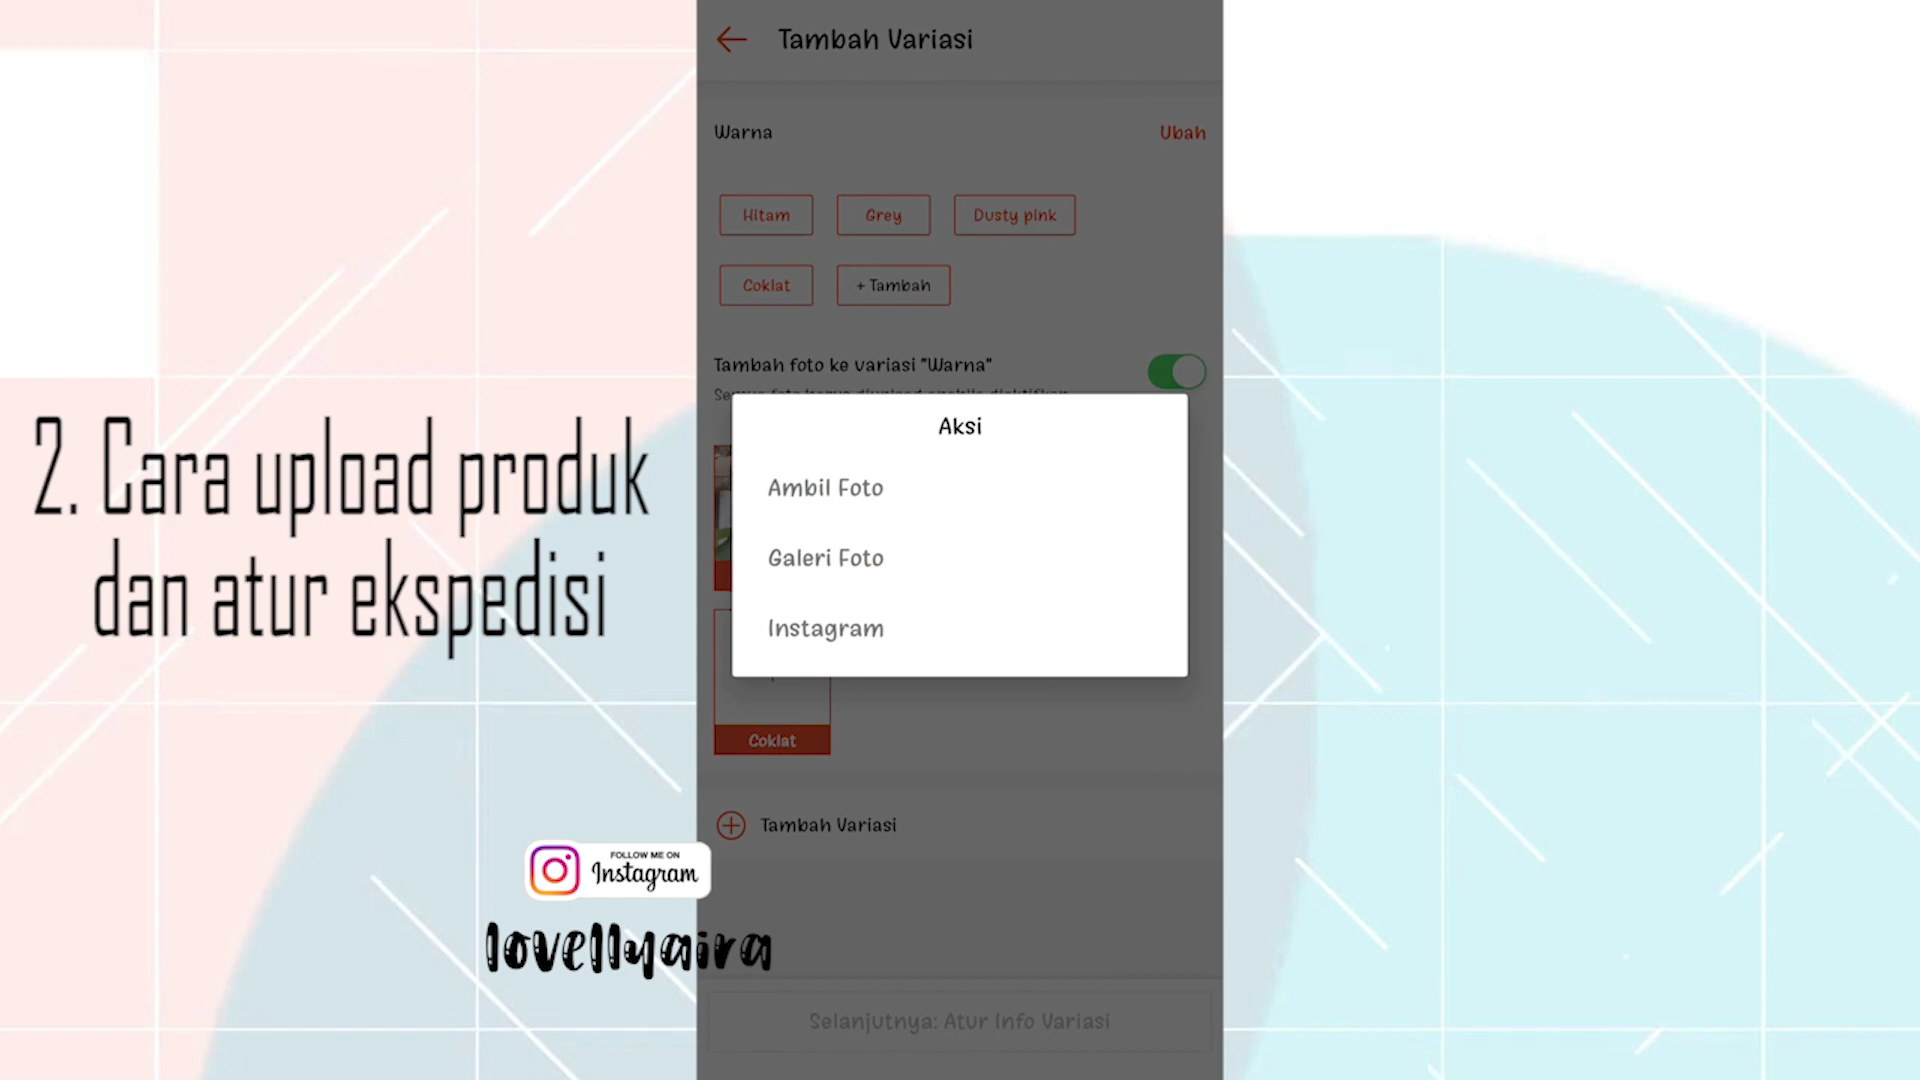 Tambah Variasi
Warna
Ubah
Hitam
Grey
Dusty pink
Coklat
+ Tambah
Tambah foto ke variasi "Warna"
Aksi
Ambil Foto
Galeri Foto
Instagram
2. Cara upload produk
dan atur ekspedisi
Coklat
Tambah Variasi
FOLLOW ME ON
Instagram
lovellyaira
Selanjutnya: Atur Info Variasi